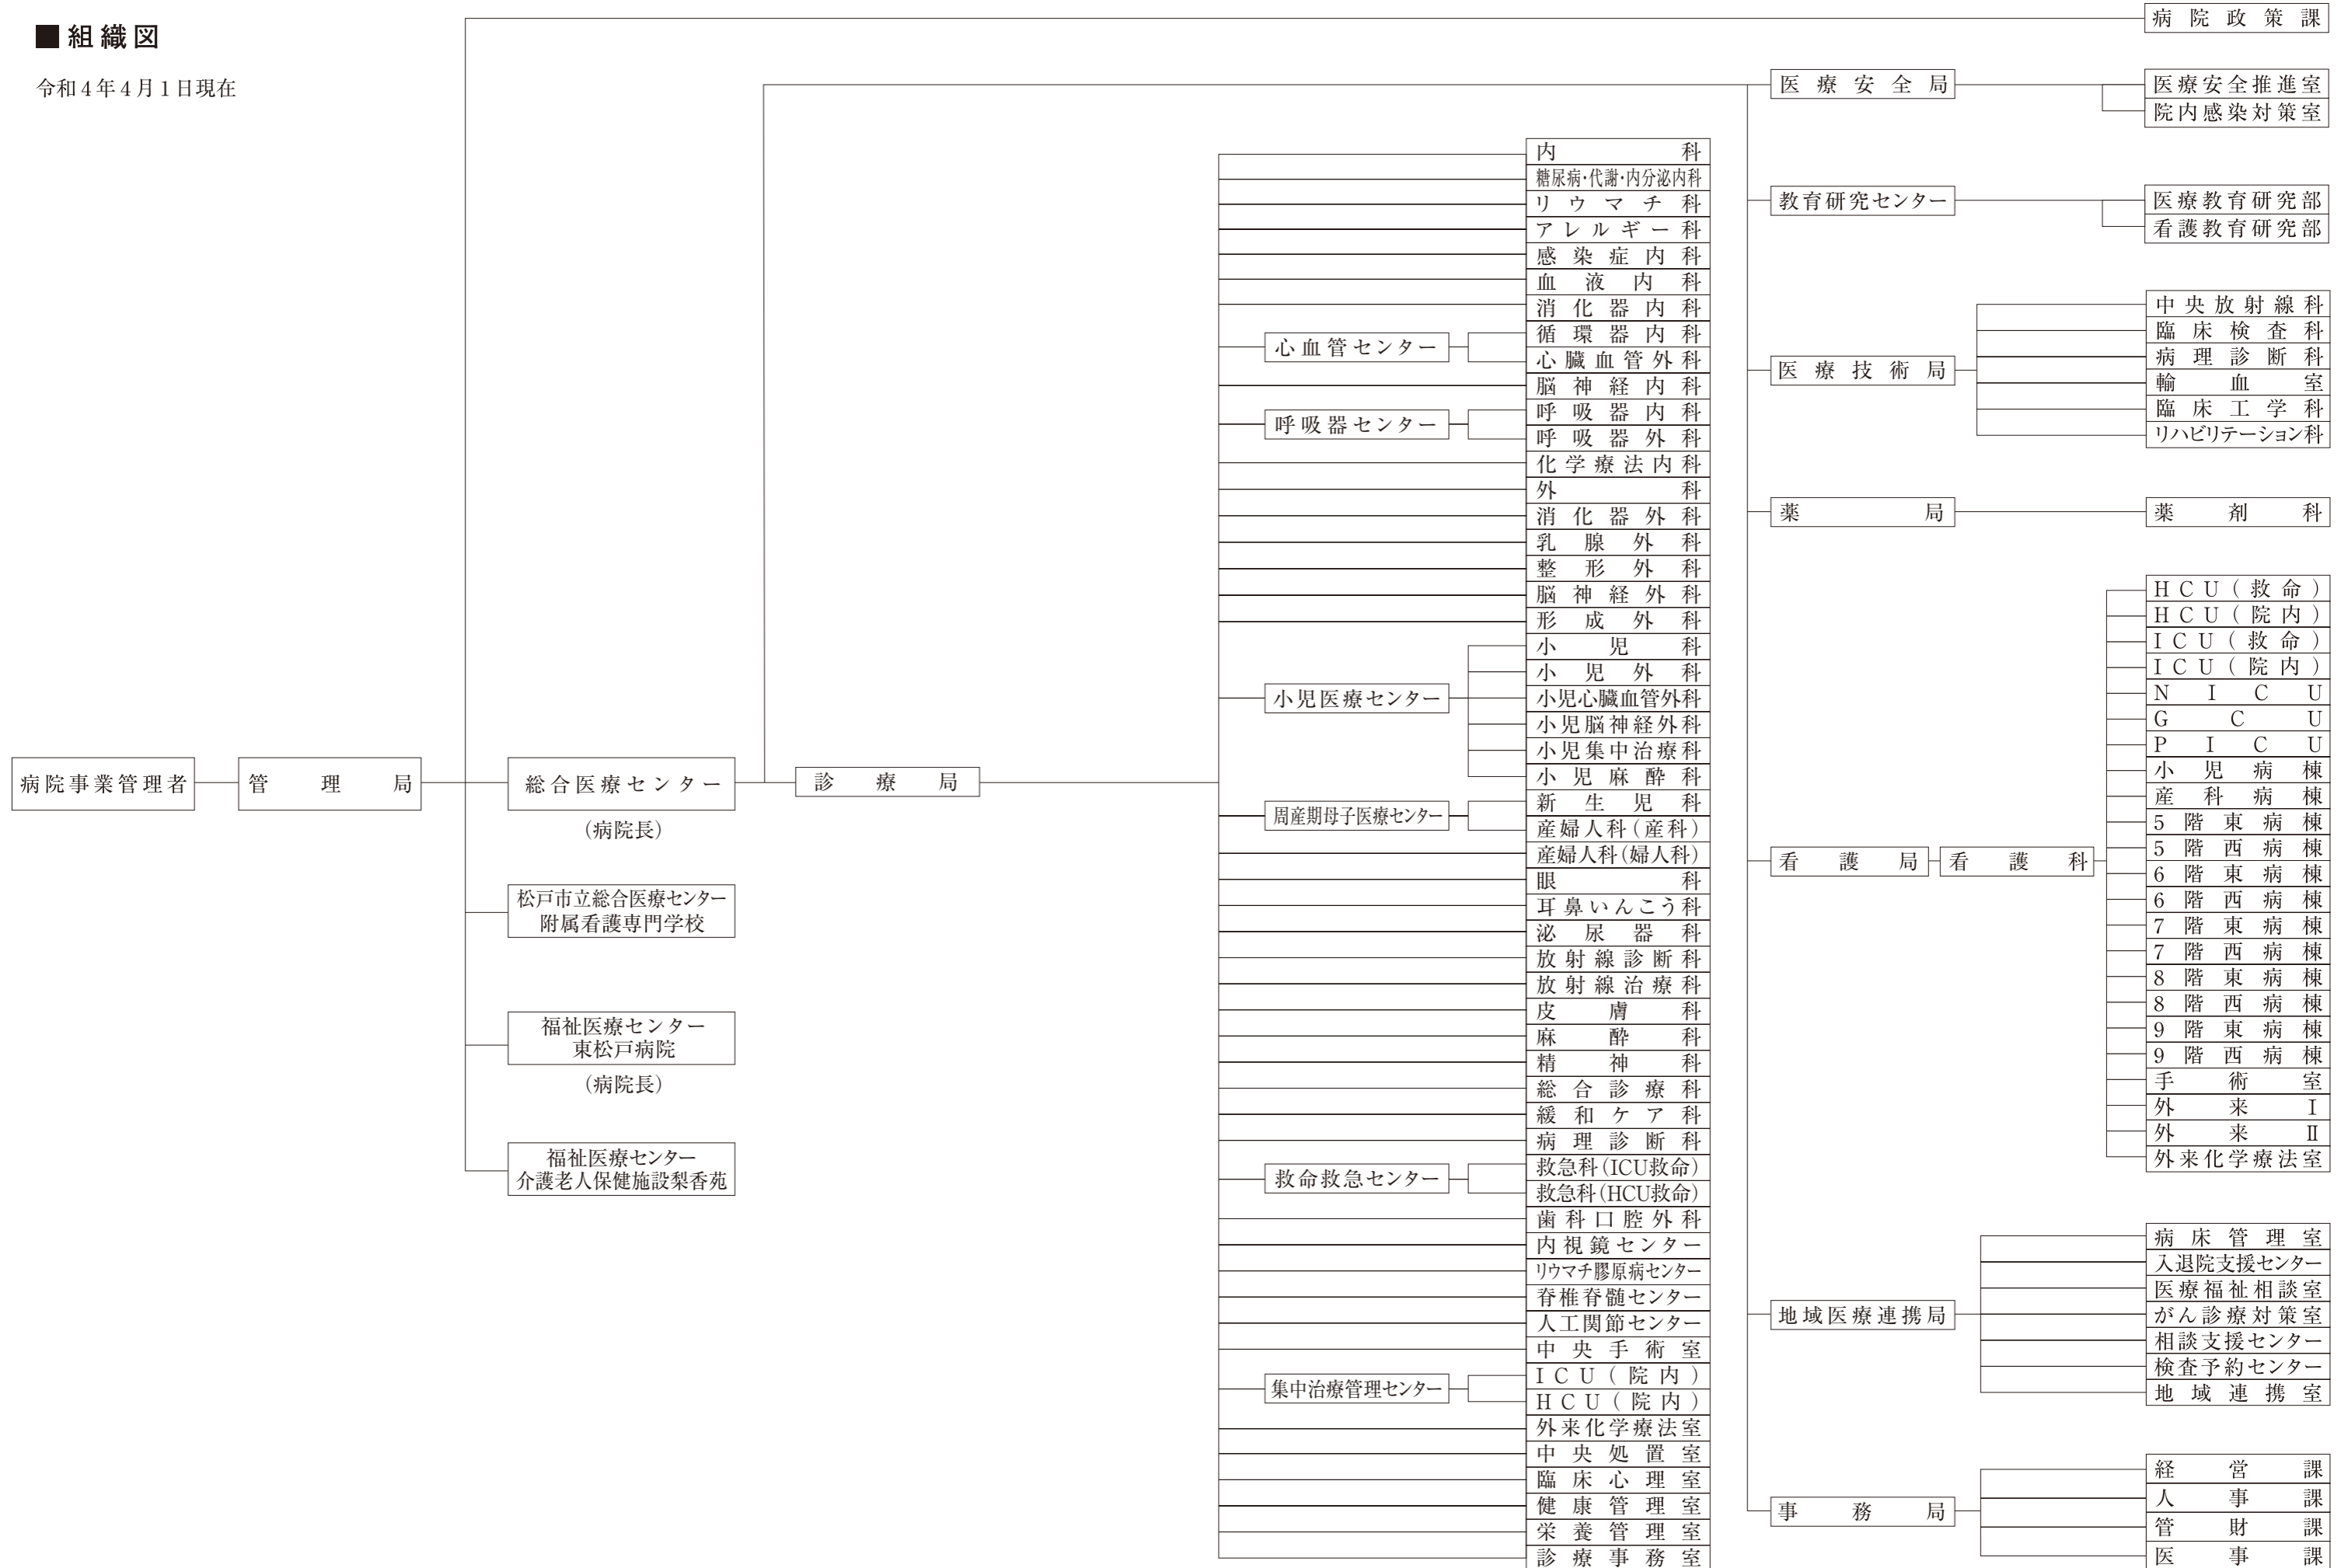 ■組織図
令和4年4月1日現在
病院事業管理者
管理局
総合医療センター
（病院長）
松戸市立総合医療センター
附属看護専門学校
福祉医療センター
東松戸病院
（病院長）
福祉医療センター
介護老人保健施設梨香苑
診療局
心血管センター
呼吸器センター
小児医療センター
周産期母子医療センター
救命救急センター
集中治療管理センター
内科
糖尿病・代謝・内分泌内科
リウマチ科
アレルギー科
感染症内科
血液内科
消化器内科
循環器内科
心臓血管外科
脳神経内科
呼吸器内科
呼吸器外科
化学療法内科
外科
消化器外科
乳腺外科
整形外科
脳神経外科
形成外科
小児科
小児外科
小児心臓血管外科
小児脳神経外科
小児集中治療科
小児麻酔科
新生児科
産婦人科（産科）
産婦人科（婦人科）
眼科
耳鼻いんこう科
泌尿器科
放射線診断科
放射線治療科
皮膚科
麻酔科
精神科
総合診療科
緩和ケア科
病理診断科
救急科（ICU救命）
救急科（HCU救命）
歯科口腔外科
内視鏡センター
リウマチ膠原病センター
脊椎脊髄センター
人工関節センター
中央手術室
ICU（院内）
HCU（院内）
外来化学療法室
中央処置室
臨床心理室
健康管理室
栄養管理室
診療事務室
病院政策課
医療安全局
医療安全推進室
院内感染対策室
教育研究センター
医療教育研究部
看護教育研究部
医療技術局
中央放射線科
臨床検査科
病理診断科
輸血室
臨床工学科
リハビリテーション科
薬局
薬剤科
看護局
看護科
HCU（救命）
HCU（院内）
ICU（救命）
ICU（院内）
NICU
GCU
PICU
小児病棟
産科病棟
5階東病棟
5階西病棟
6階東病棟
6階西病棟
7階東病棟
7階西病棟
8階東病棟
8階西病棟
9階東病棟
9階西病棟
手術室
外来Ⅰ
外来Ⅱ
外来化学療法室
地域医療連携局
病床管理室
入退院支援センター
医療福祉相談室
がん診療対策室
相談支援センター
検査予約センター
地域連携室
事務局
経営課
人事課
管財課
医事課